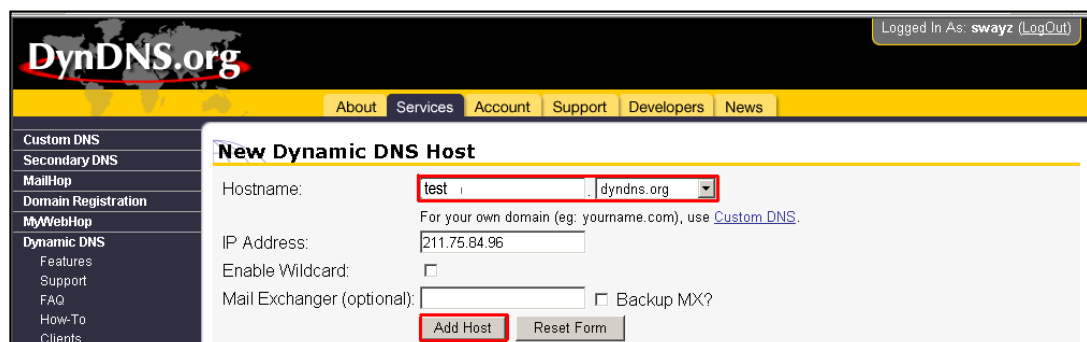 Logged In As: swayz (LogOut)
DynDNS.org
About Services Account Support Developers News
Custom DNS
Secondary DNS
MailHop
Domain Registration
MyWebHop
Dynamic DNS
Features
Support
FAQ
How-To
Clients
New Dynamic DNS Host
Hostname: test . dyndns.org
For your own domain (eg: yourname.com), use Custom DNS.
IP Address: 211.75.84.96
Enable Wildcard:
Mail Exchanger (optional): Backup MX?
Add Host Reset Form